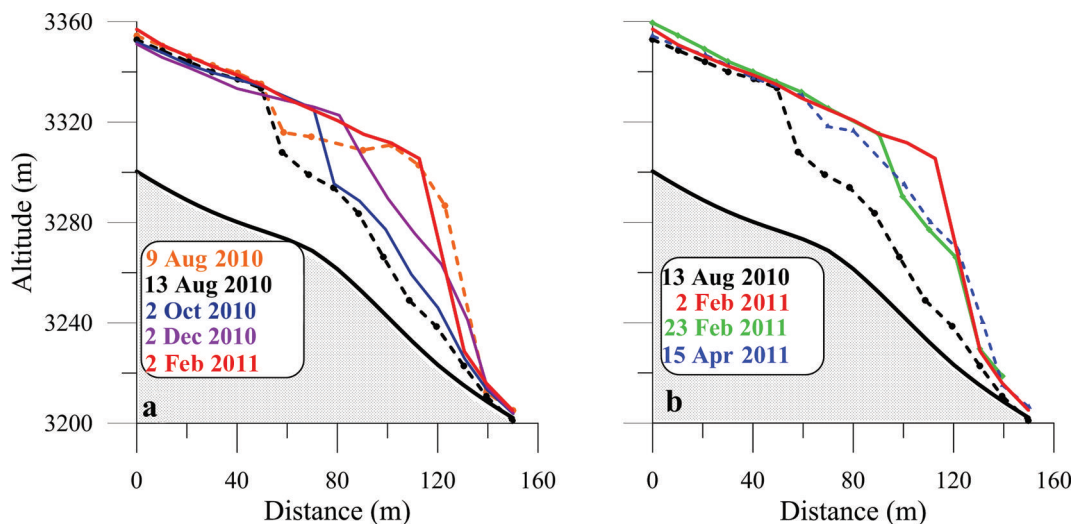 3360
3320
3280
3240
3200
Altitude (m)
9 Aug 2010
13 Aug 2010
2 Oct 2010
2 Dec 2010
2 Feb 2011
a
0
40
80
120
160
Distance (m)
Altitude (m)
13 Aug 2010
2 Feb 2011
23 Feb 2011
15 Apr 2011
b
0
40
80
120
160
Distance (m)